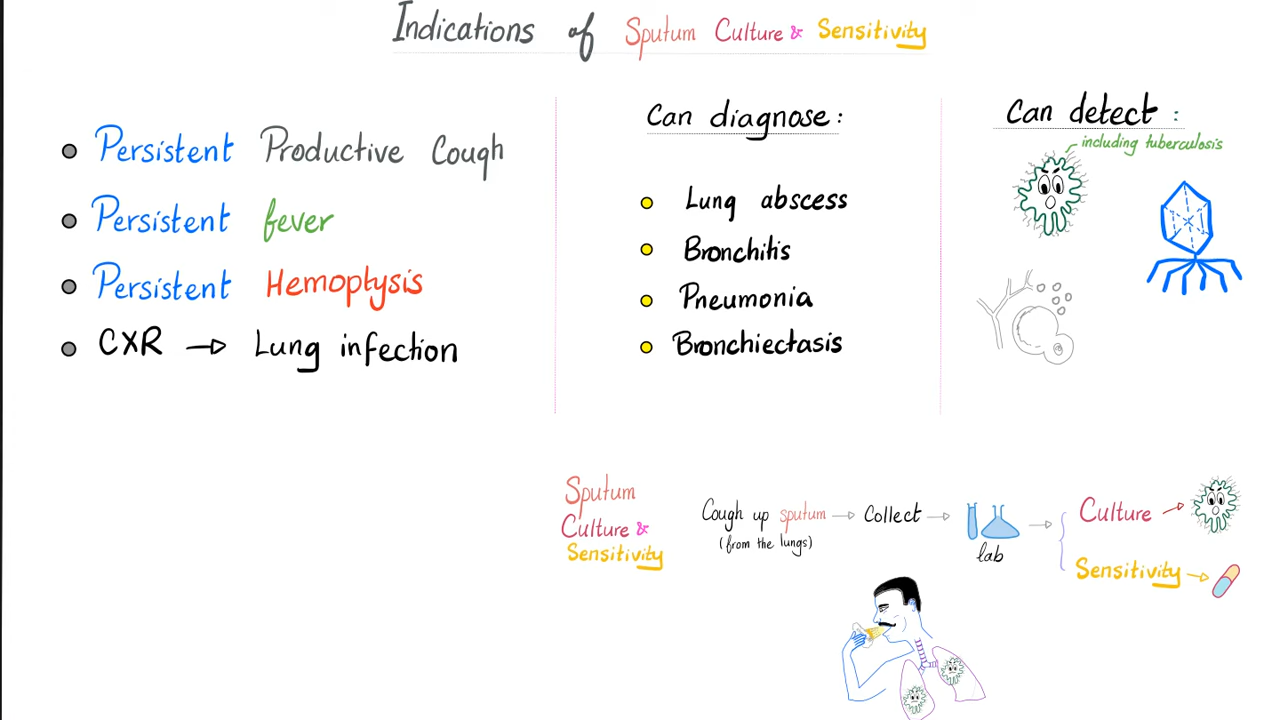 Indications of Sputum Culture & Sensitivity
Persistent Productive Cough
Persistent fever
Persistent Hemoptysis
CXR → Lung infection
Can diagnose:
Lung abscess
Bronchitis
Pneumonia
Bronchiectasis
Can detect :
including tuberculosis
Sputum
Culture &
Sensitivity
Cough up sputum → Collect →
(from the lungs)
lab
Culture →
Sensitivity →